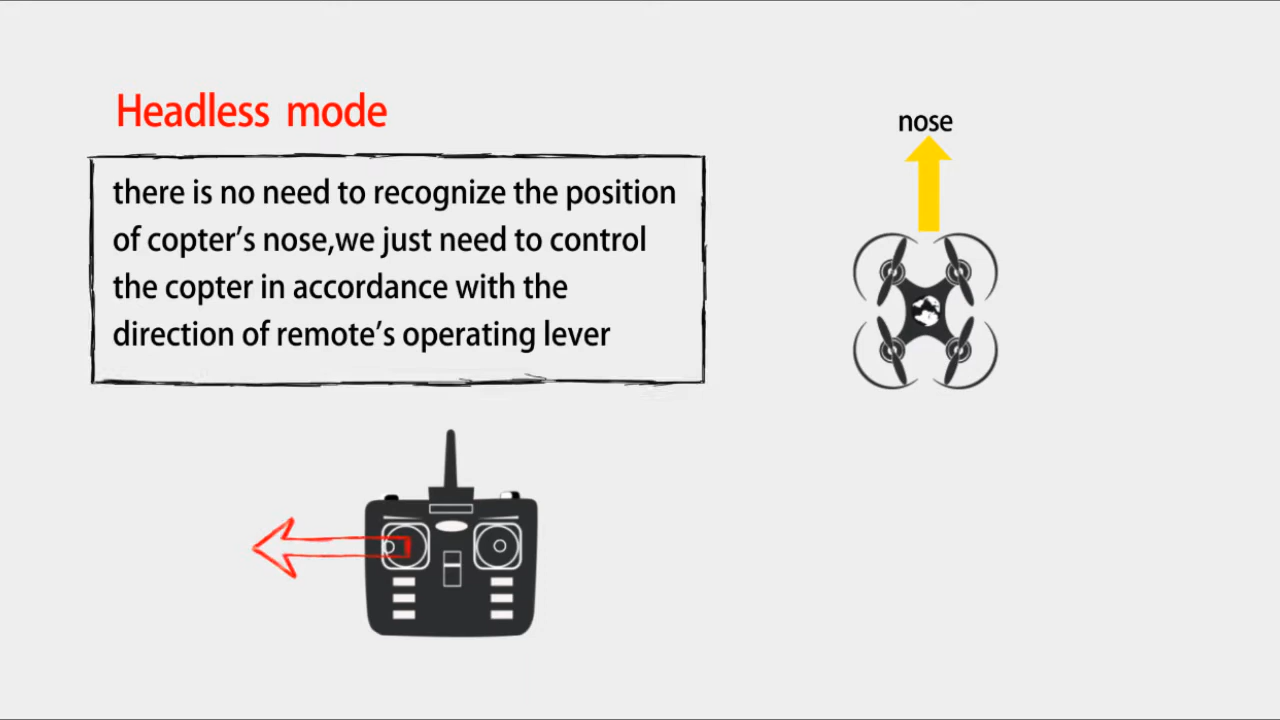 Headless mode
nose
there is no need to recognize the position
of copter's nose,we just need to control
the copter in accordance with the
direction of remote's operating lever